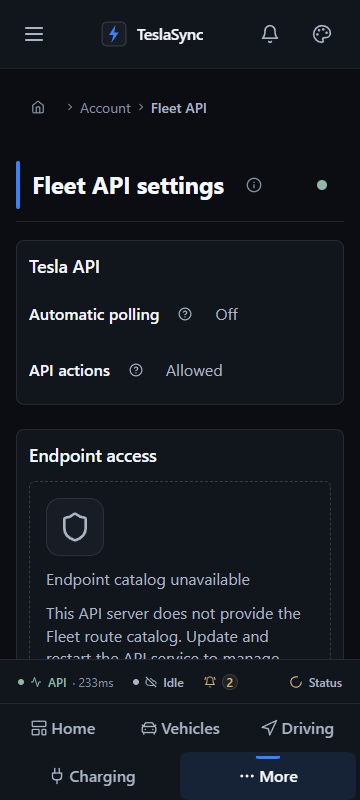 TeslaSync
Account
Fleet API
Fleet API settings
Tesla API
Automatic polling
Off
API actions
Allowed
Endpoint access
Endpoint catalog unavailable
This API server does not provide the
Fleet route catalog. Update and
restart the API service to manage
API · 233ms
Idle
2
Status
Home
Vehicles
Driving
Charging
More